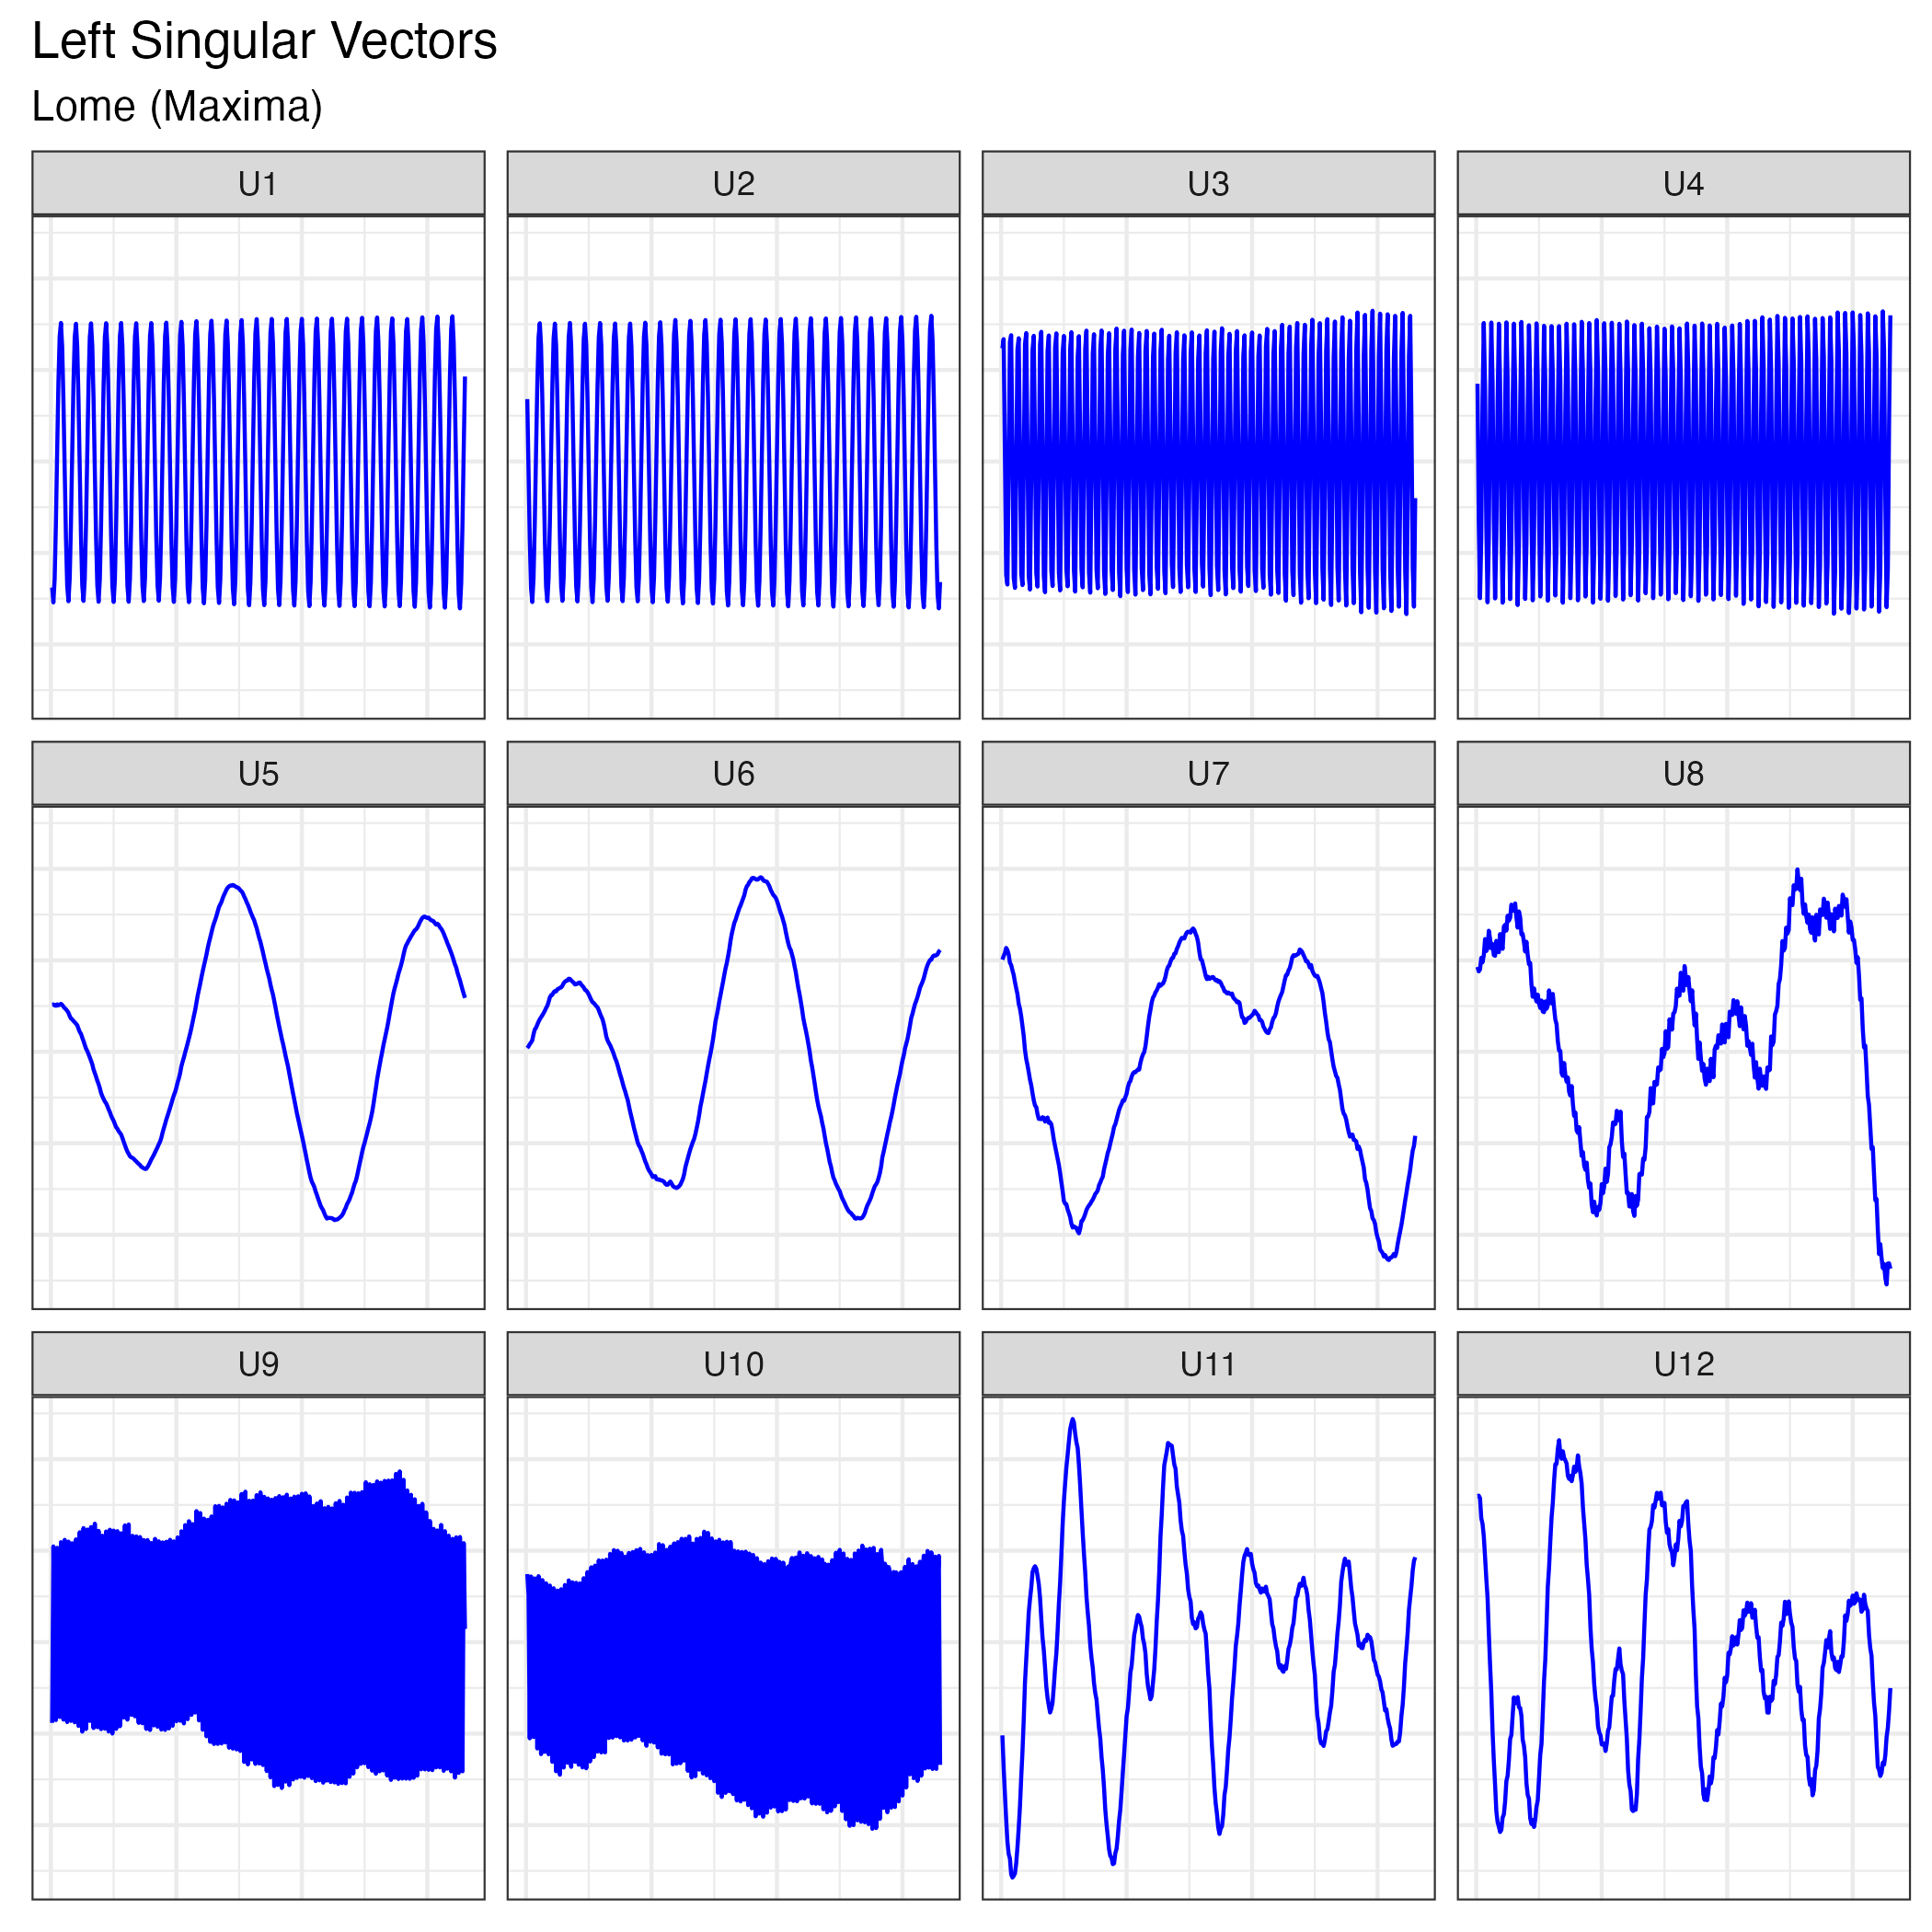 Left Singular Vectors
Lome (Maxima)
U1 U2 U3 U4
U5 U6 U7 U8
U9 U10 U11 U12